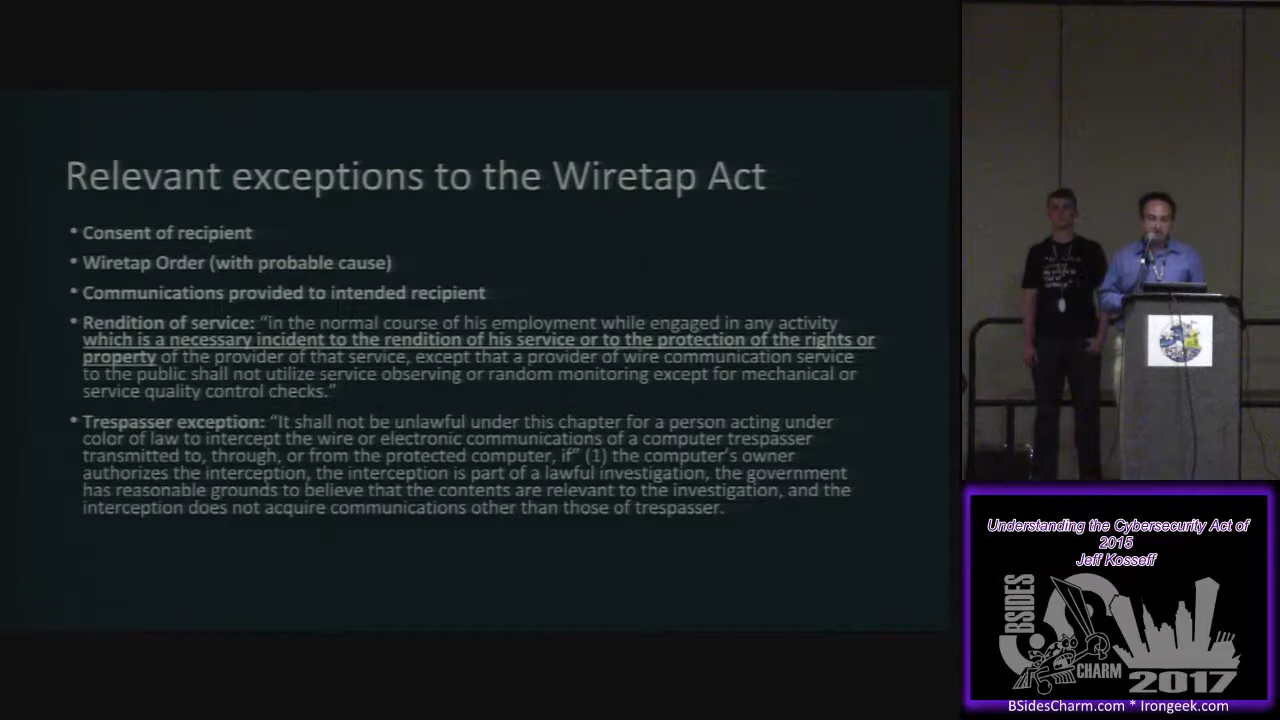 Relevant exceptions to the Wiretap Act
• Consent of recipient
• Wiretap Order (with probable cause)
• Communications provided to intended recipient
• Rendition of service: “in the normal course of his employment while engaged in any activity
which is a necessary incident to the rendition of his service or to the protection of the rights or
property of the provider of that service, except that a provider of wire communication service
to the public shall not utilize service observing or random monitoring except for mechanical or
service quality control checks.”
• Trespasser exception: “It shall not be unlawful under this chapter for a person acting under
color of law to intercept the wire or electronic communications of a computer trespasser
transmitted to, through, or from the protected computer, if” (1) the computer’s owner
authorizes the interception, the interception is part of a lawful investigation, the government
has reasonable grounds to believe that the contents are relevant to the investigation, and the
interception does not acquire communications other than those of trespasser.
Understanding the Cybersecurity Act of
2015
Jeff Kosseff
BSIDES
CHARM
2017
BSidesCharm.com * Irongeek.com